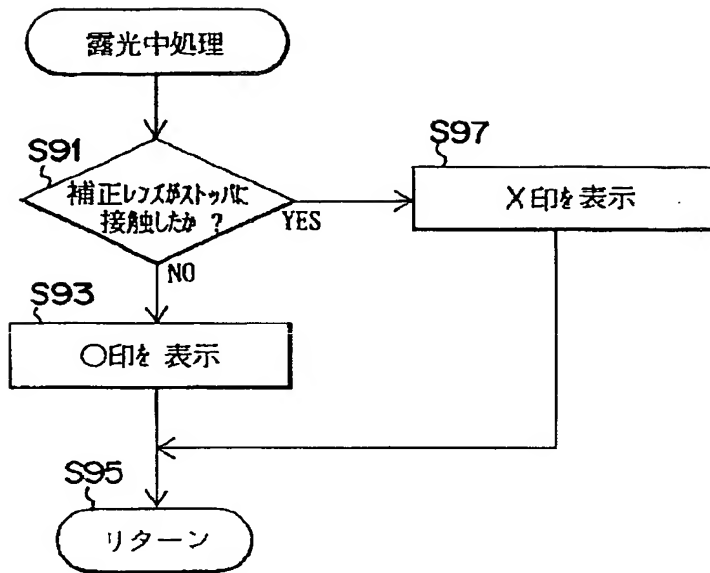 露光中処理
S91
補正レンズがストッパに
接触したか ?
YES
NO
S97
X印を表示
S93
○印を 表示
S95
リターン